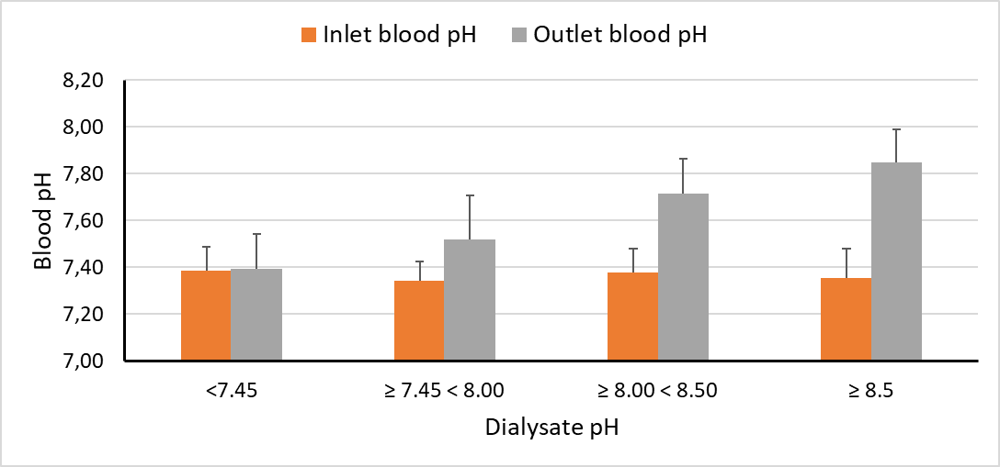 Inlet blood pH Outlet blood pH
8,20
8,00
7,80
7,60
7,40
7,20
7,00
Blood pH
<7.45 ≥ 7.45 < 8.00 ≥ 8.00 < 8.50 ≥ 8.5
Dialysate pH